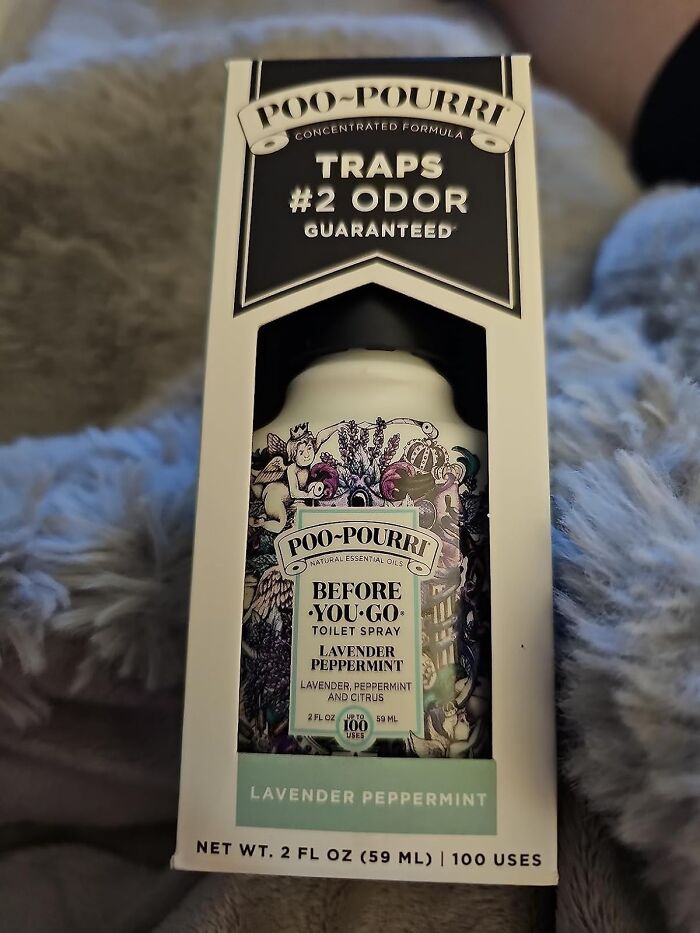 POO~POURRI
CONCENTRATED FORMULA
TRAPS
#2 ODOR
GUARANTEED
POO~POURRI
NATURAL ESSENTIAL OILS
BEFORE
·YOU·GO®
TOILET SPRAY
LAVENDER
PEPPERMINT
LAVENDER, PEPPERMINT
AND CITRUS
2 FL OZ UP TO 100 USES 59 ML
LAVENDER PEPPERMINT
NET WT. 2 FL OZ (59 ML) | 100 USES